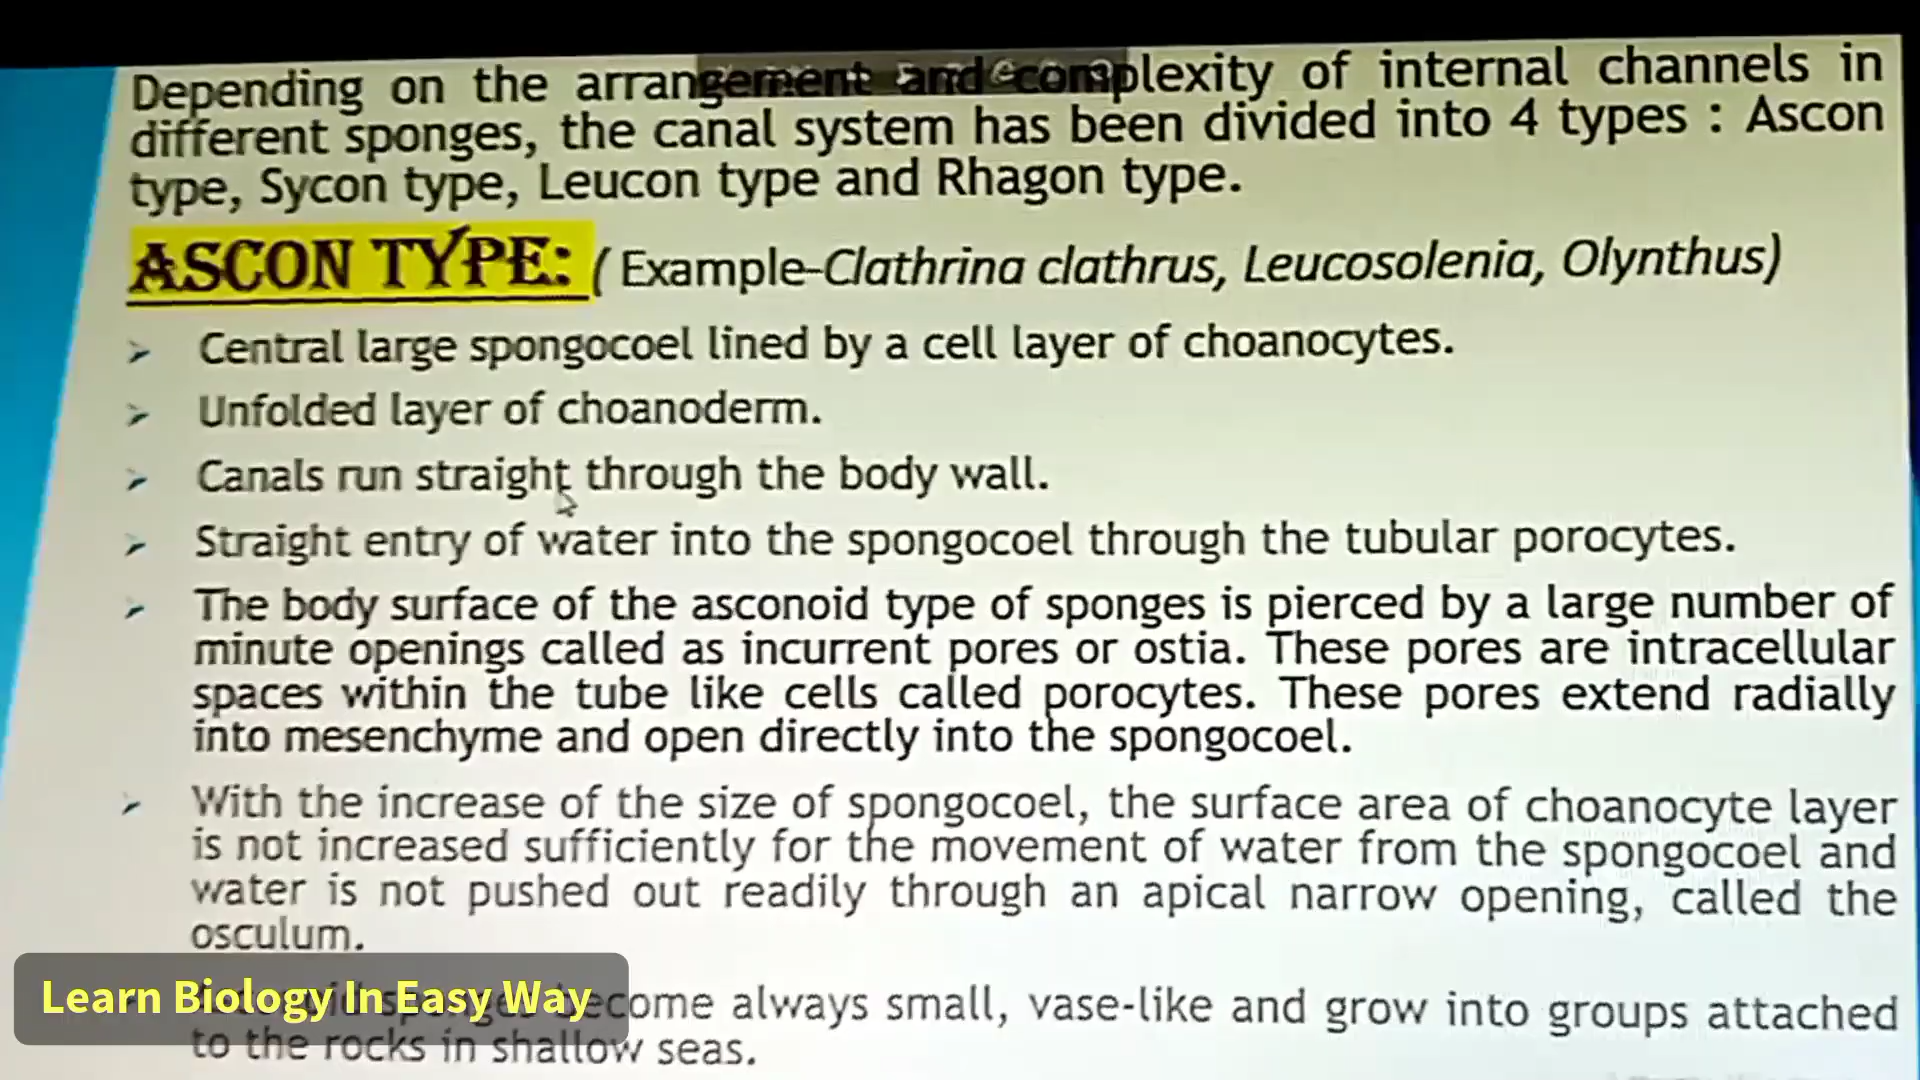 Depending on the arrangement and complexity of internal channels in
different sponges, the canal system has been divided into 4 types : Ascon
type, Sycon type, Leucon type and Rhagon type.
ASCON TYPE: ( Example-Clathrina clathrus, Leucosolenia, Olynthus)
➢ Central large spongocoel lined by a cell layer of choanocytes.
➢ Unfolded layer of choanoderm.
➢ Canals run straight through the body wall.
➢ Straight entry of water into the spongocoel through the tubular porocytes.
➢ The body surface of the asconoid type of sponges is pierced by a large number of
minute openings called as incurrent pores or ostia. These pores are intracellular
spaces within the tube like cells called porocytes. These pores extend radially
into mesenchyme and open directly into the spongocoel.
➢ With the increase of the size of spongocoel, the surface area of choanocyte layer
is not increased sufficiently for the movement of water from the spongocoel and
water is not pushed out readily through an apical narrow opening, called the
osculum.
sponges become always small, vase-like and grow into groups attached
to the rocks in shallow seas.
Learn Biology In Easy Way